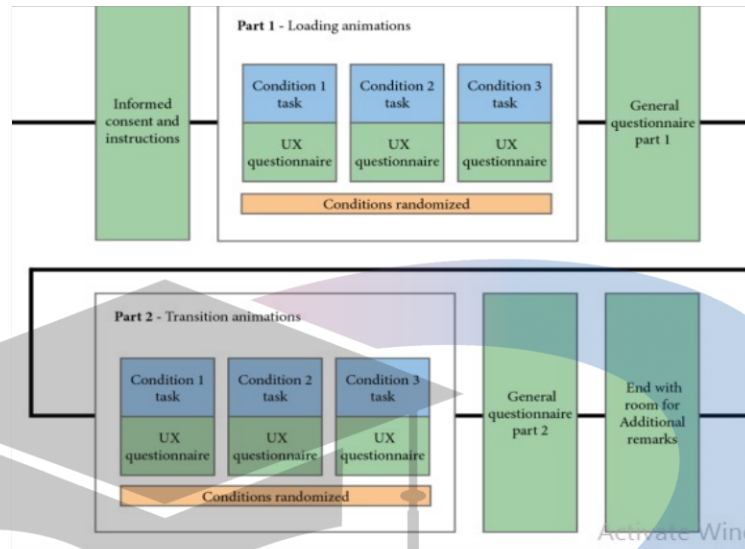 Part 1 - Loading animations
Informed
consent and
instructions
Condition 1
task
UX
questionnaire
Condition 2
task
UX
questionnaire
Condition 3
task
UX
questionnaire
Conditions randomized
General
questionnaire
part 1
Part 2 - Transition animations
Condition 1
task
UX
questionnaire
Condition 2
task
UX
questionnaire
Condition 3
task
UX
questionnaire
Conditions randomized
General
questionnaire
part 2
End with
room for
Additional
remarks
Activate Wind